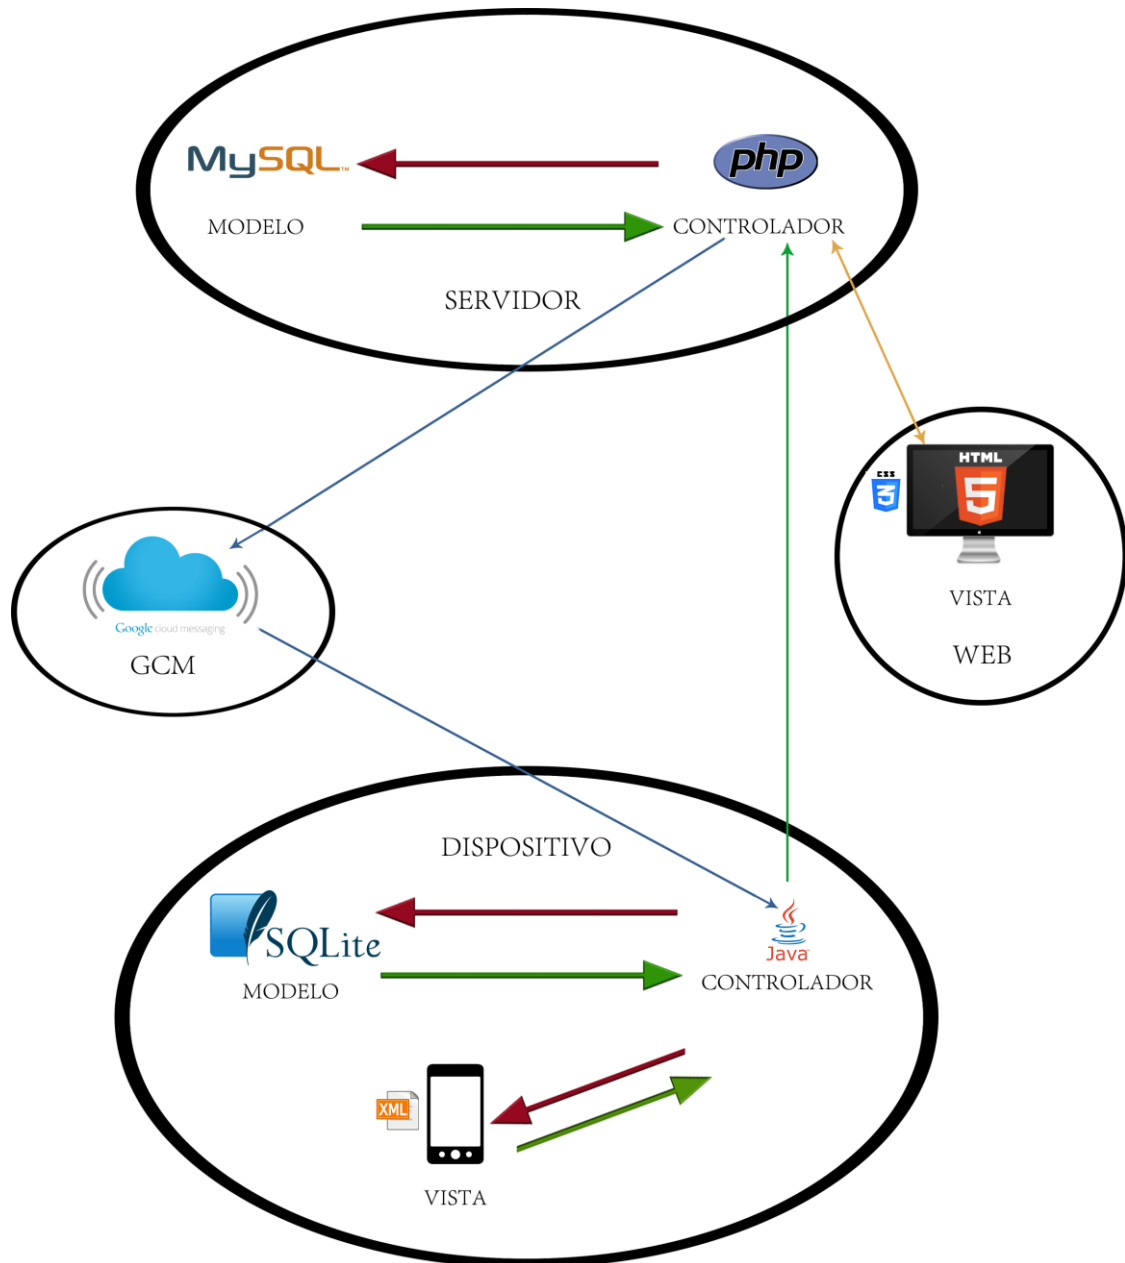 MySQL™
php
MODELO
CONTROLADOR
SERVIDOR
CSS
3
HTML
5
VISTA
WEB
Google cloud messaging
GCM
DISPOSITIVO
SQLite
Java
MODELO
CONTROLADOR
XML
VISTA